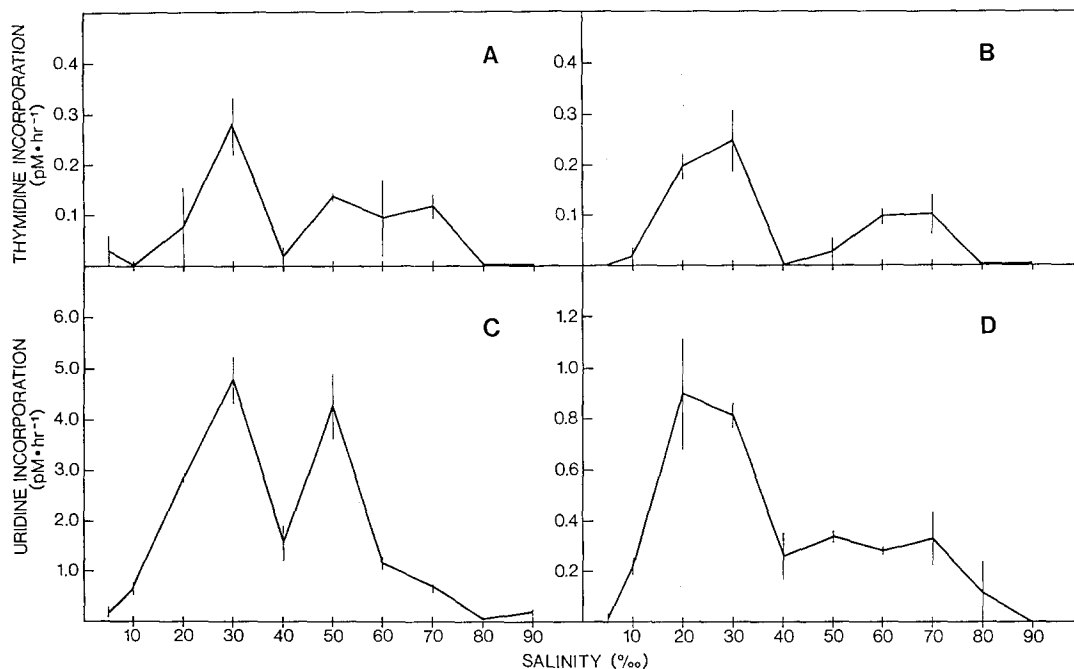 THYMIDINE INCORPORATION
(pM·hr⁻¹)
0.4
0.3
0.2
0.1
A
0.4
0.3
0.2
0.1
B
URIDINE INCORPORATION
(pM·hr⁻¹)
6.0
5.0
4.0
3.0
2.0
1.0
C
1.2
1.0
0.8
0.6
0.4
0.2
D
10 20 30 40 50 60 70 80 90
10 20 30 40 50 60 70 80 90
SALINITY (‰)